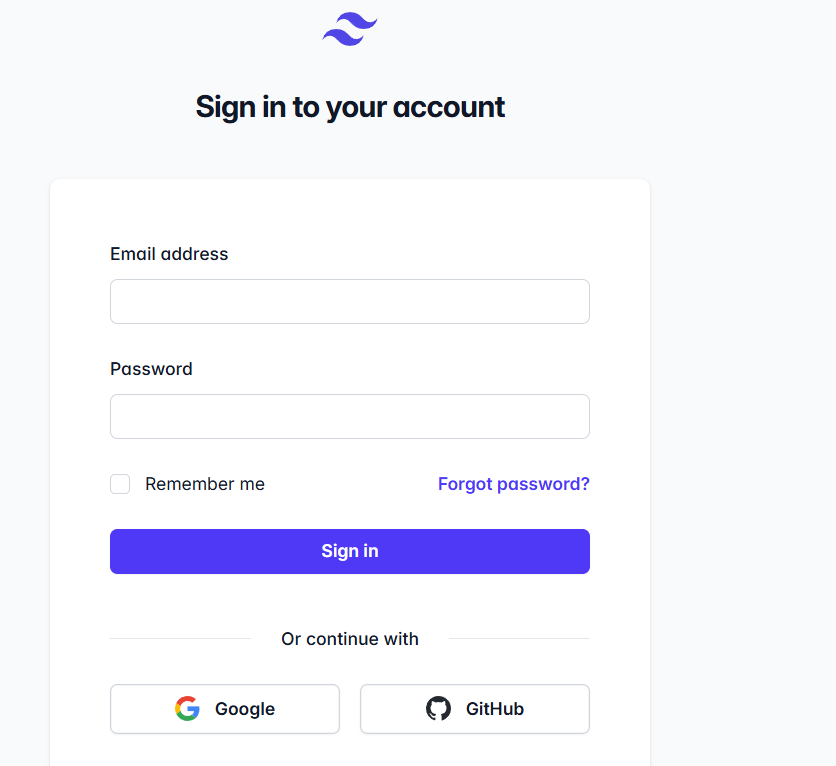 Sign in to your account
Email address
Password
Remember me
Forgot password?
Sign in
Or continue with
Google
GitHub